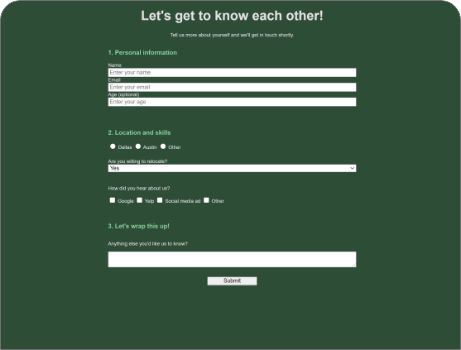 Let's get to know each other!
Tell us more about yourself and we'll get in touch shortly.
1. Personal information
Name
Enter your name
Email
Enter your email
Age (optional)
Enter your age
2. Location and skills
Dallas Austin Other
Are you willing to relocate?
Yes
How did you hear about us?
Google Yelp Social media ad Other
3. Let's wrap this up!
Anything else you'd like us to know?
Submit